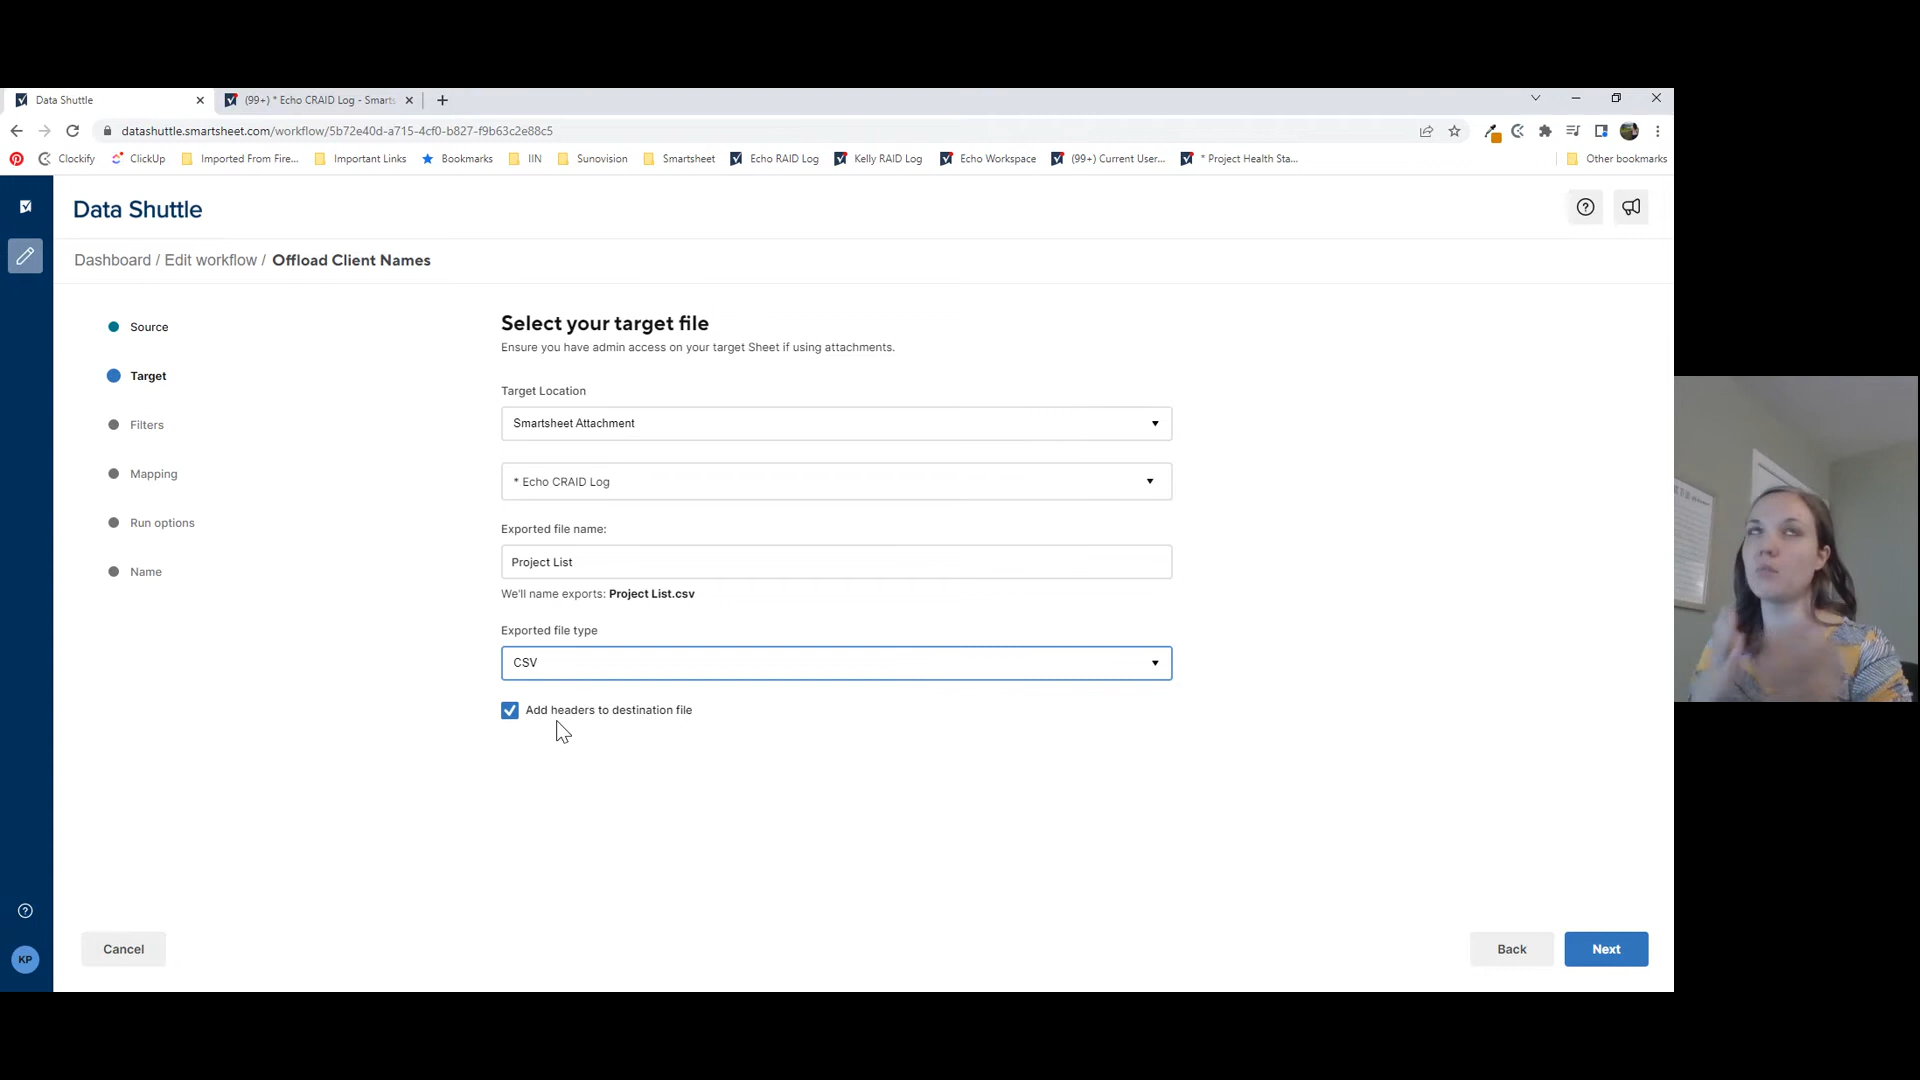 Data Shuttle
(99+) * Echo CRAID Log - Smarts
datashuttle.smartsheet.com/workflow/5b72e40d-a715-4cf0-b827-f9b63c2e88c5
Clockify
ClickUp
Imported From Fire...
Important Links
Bookmarks
IIN
Sunovision
Smartsheet
Echo RAID Log
Kelly RAID Log
Echo Workspace
(99+) Current User...
* Project Health Sta...
Other bookmarks
Data Shuttle
Dashboard / Edit workflow / Offload Client Names
Source
Target
Filters
Mapping
Run options
Name
Select your target file
Ensure you have admin access on your target Sheet if using attachments.
Target Location
Smartsheet Attachment
* Echo CRAID Log
Exported file name:
Project List
We'll name exports: Project List.csv
Exported file type
CSV
Add headers to destination file
KP
Cancel
Back
Next